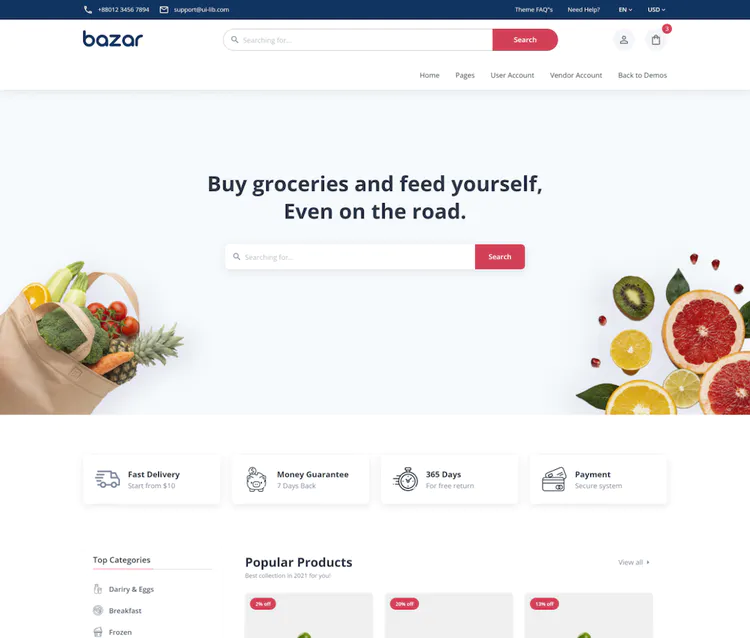 +88012 3456 7894
support@ui-lib.com
Theme FAQ"s
Need Help?
EN
USD
bazar
Searching for...
Search
3
Home
Pages
User Account
Vendor Account
Back to Demos
Buy groceries and feed yourself,
Even on the road.
Searching for...
Search
Fast Delivery
Start from $10
Money Guarantee
7 Days Back
365 Days
For free return
Payment
Secure system
Top Categories
Dariry & Eggs
Breakfast
Frozen
Popular Products
Best collection in 2021 for you!
View all
2% off
20% off
13% off